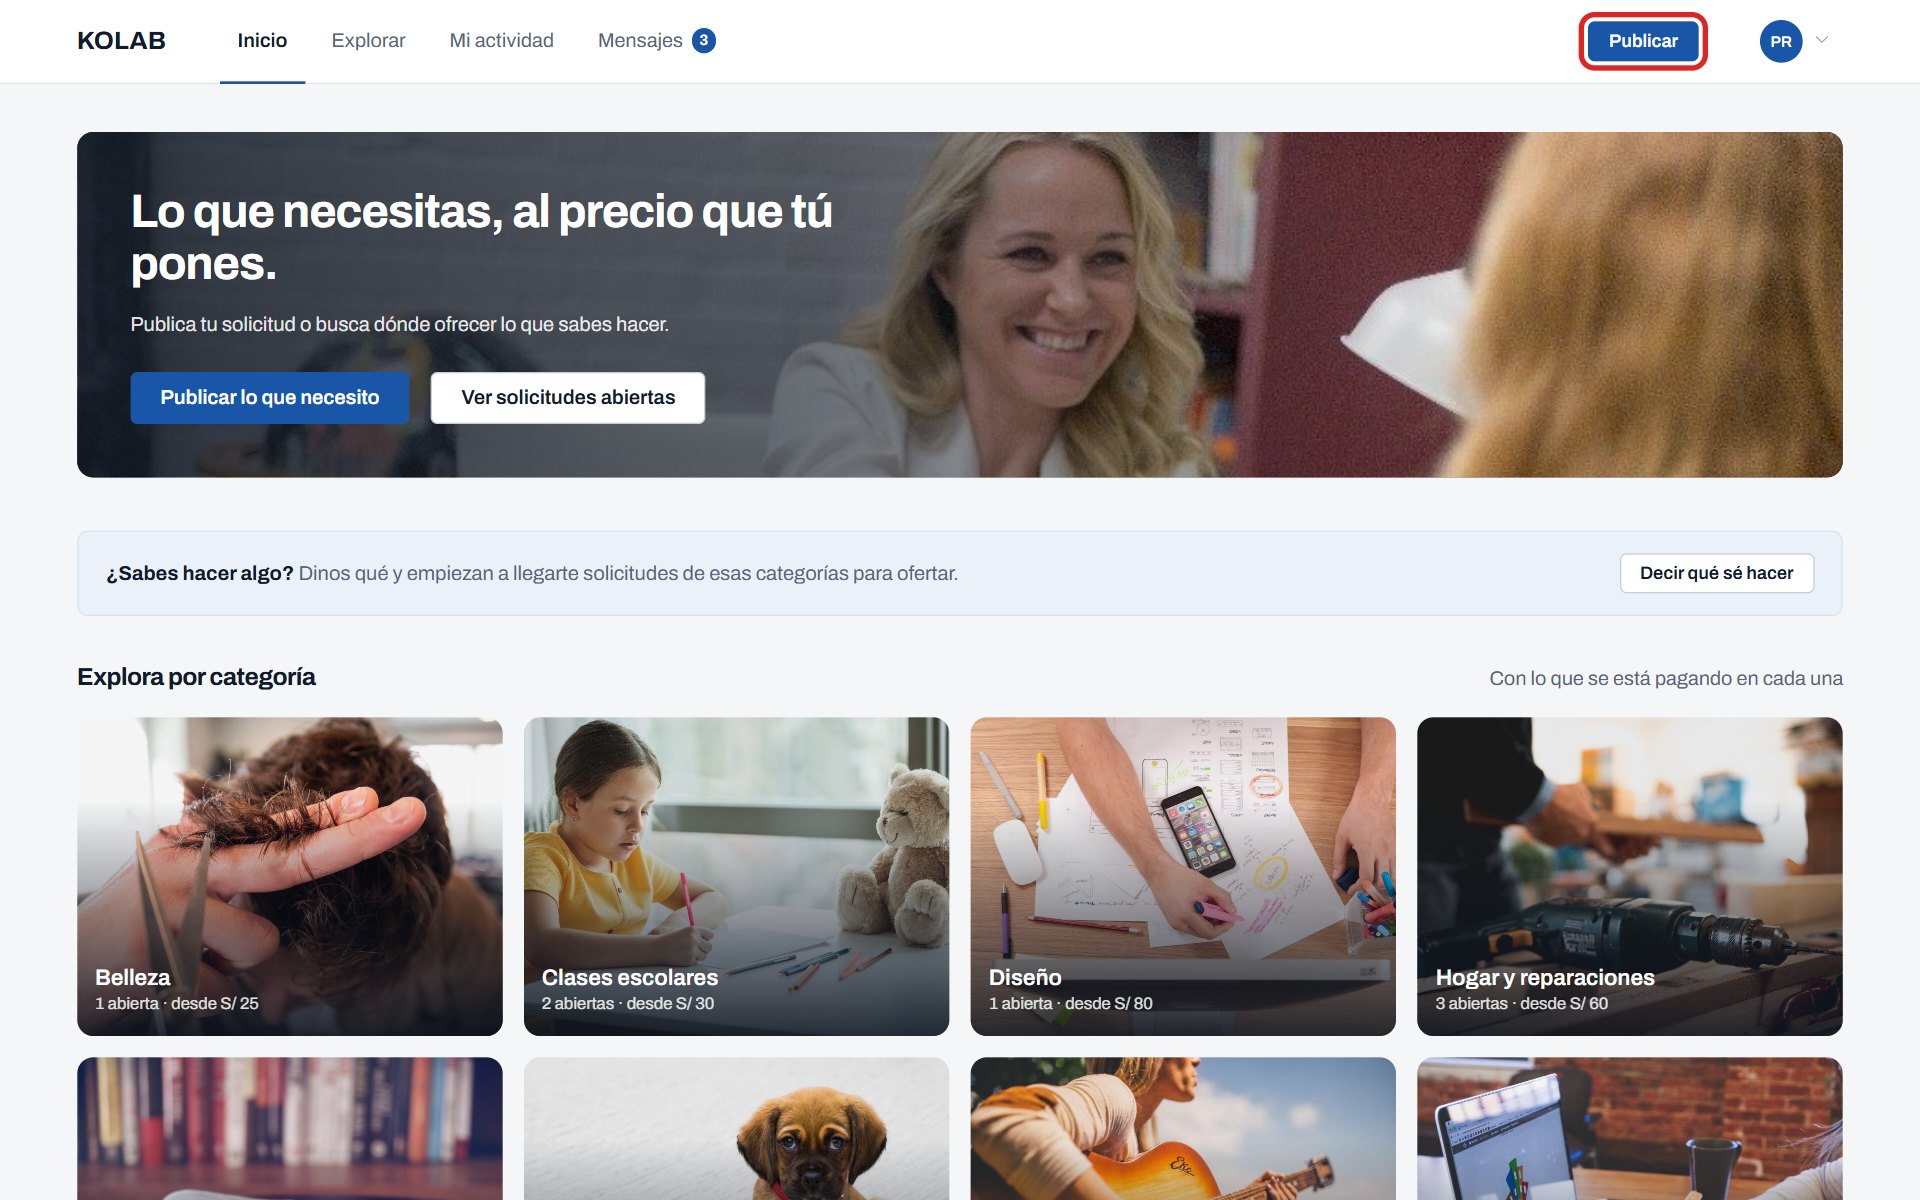 KOLAB
Inicio
Explorar
Mi actividad
Mensajes 3
Publicar
PR
Lo que necesitas, al precio que tú
pones.
Publica tu solicitud o busca dónde ofrecer lo que sabes hacer.
Publicar lo que necesito
Ver solicitudes abiertas
¿Sabes hacer algo? Dinos qué y empiezan a llegarte solicitudes de esas categorías para ofertar.
Decir qué sé hacer
Explora por categoría
Con lo que se está pagando en cada una
Belleza
1 abierta · desde S/ 25
Clases escolares
2 abiertas · desde S/ 30
Diseño
1 abierta · desde S/ 80
Hogar y reparaciones
3 abiertas · desde S/ 60